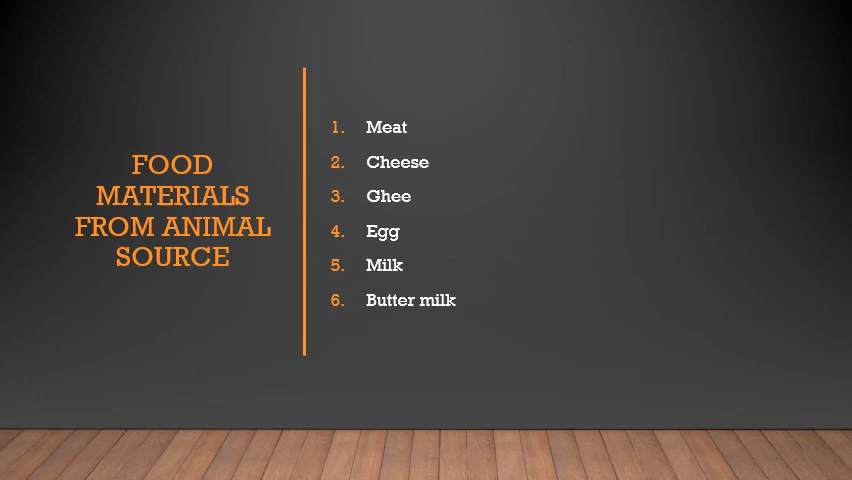 FOOD
MATERIALS
FROM ANIMAL
SOURCE
1. Meat
2. Cheese
3. Ghee
4. Egg
5. Milk
6. Butter milk